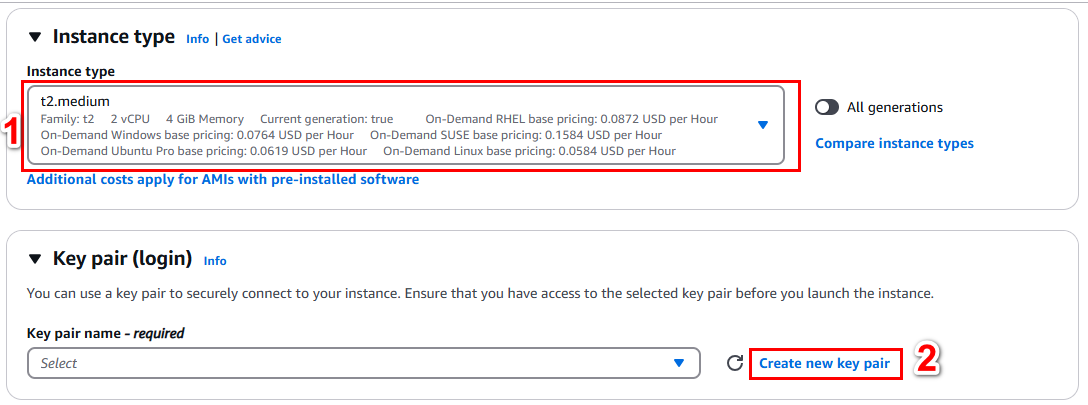 Instance type Info | Get advice
Instance type
t2.medium
Family: t2 2 vCPU 4 GiB Memory Current generation: true On-Demand RHEL base pricing: 0.0872 USD per Hour
On-Demand Windows base pricing: 0.0764 USD per Hour On-Demand SUSE base pricing: 0.1584 USD per Hour
On-Demand Ubuntu Pro base pricing: 0.0619 USD per Hour On-Demand Linux base pricing: 0.0584 USD per Hour
1
All generations
Compare instance types
Additional costs apply for AMIs with pre-installed software
Key pair (login) Info
You can use a key pair to securely connect to your instance. Ensure that you have access to the selected key pair before you launch the instance.
Key pair name - required
Select
Create new key pair
2